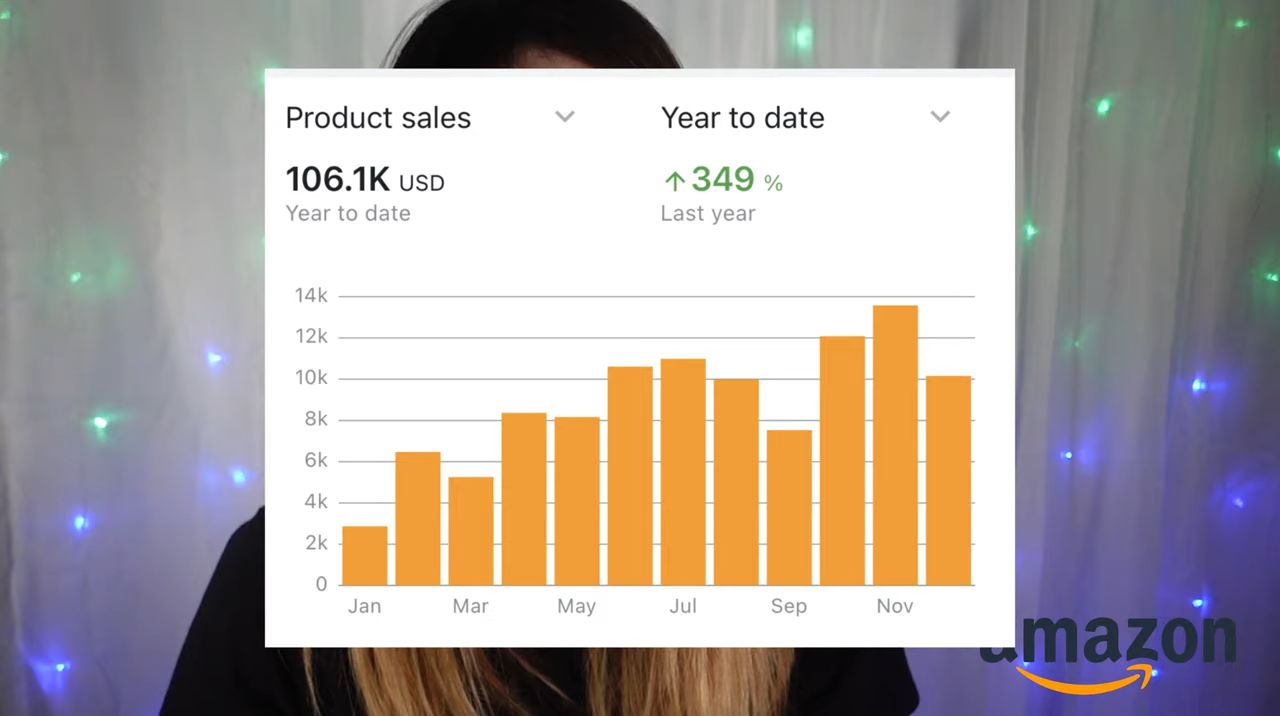 Product sales
Year to date
106.1K USD
↑349 %
Year to date
Last year
14k
12k
10k
8k
6k
4k
2k
0
Jan
Mar
May
Jul
Sep
Nov
amazon